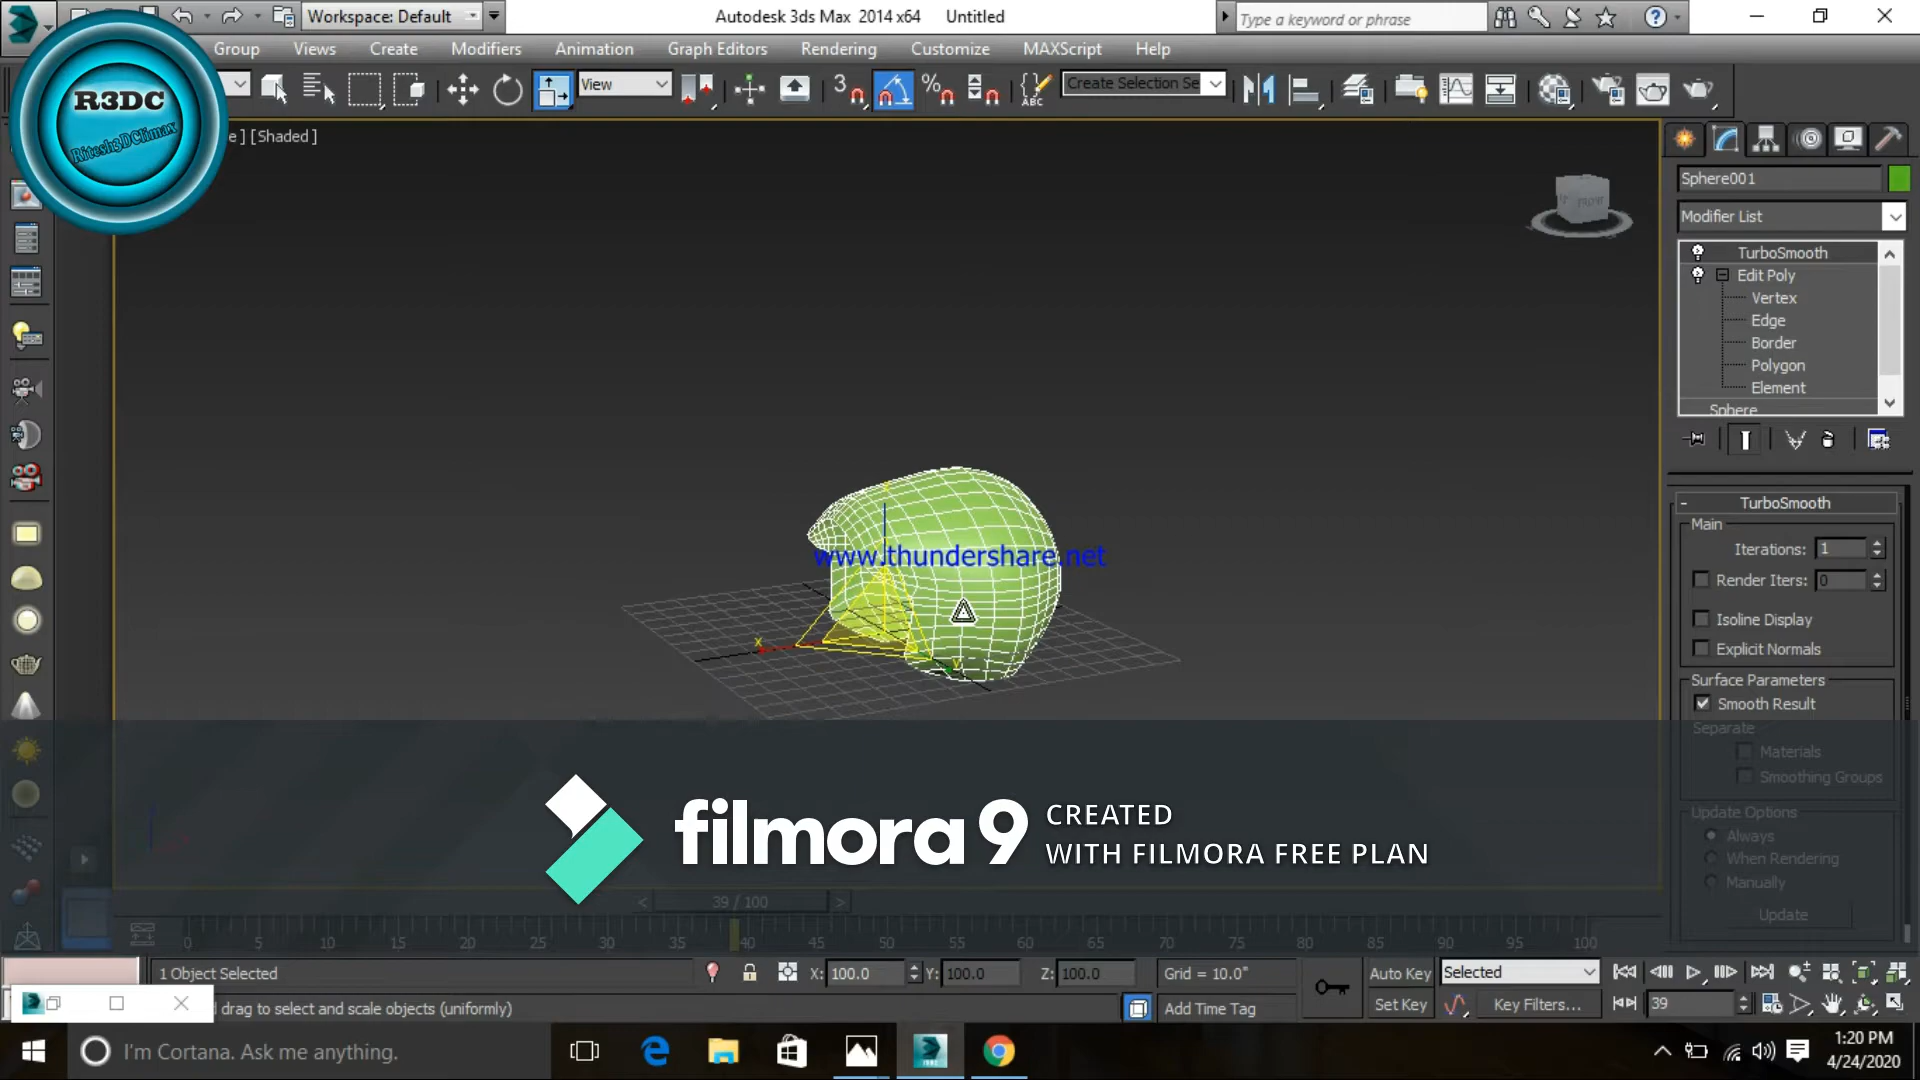 Workspace: Default
Autodesk 3ds Max 2014 x64 Untitled
Type a keyword or phrase
Group Views Create Modifiers Animation Graph Editors Rendering Customize MAXScript Help
R3DC
Ritesh3DClimax
View
3
%
ABC
Create Selection Se
e ] [Shaded ]
FRONT
Sphere001
Modifier List
TurboSmooth
Edit Poly
Vertex
Edge
Border
Polygon
Element
Sphere
www.thundershare.net
x
y
TurboSmooth
Main
Iterations: 1
Render Iters: 0
Isoline Display
Explicit Normals
Surface Parameters
Smooth Result
Separate
Materials
Smoothing Groups
Update Options
Always
When Rendering
Manually
Update
filmora 9
CREATED
WITH FILMORA FREE PLAN
< 39 / 100 >
0 5 10 15 20 25 30 35 40 45 50 55 60 65 70 75 80 85 90 95 100
1 Object Selected
X: 100.0 Y: 100.0 Z: 100.0
Grid = 10.0"
Auto Key
Selected
drag to select and scale objects (uniformly)
Add Time Tag
Set Key
Key Filters...
39
I'm Cortana. Ask me anything.
1:20 PM
4/24/2020